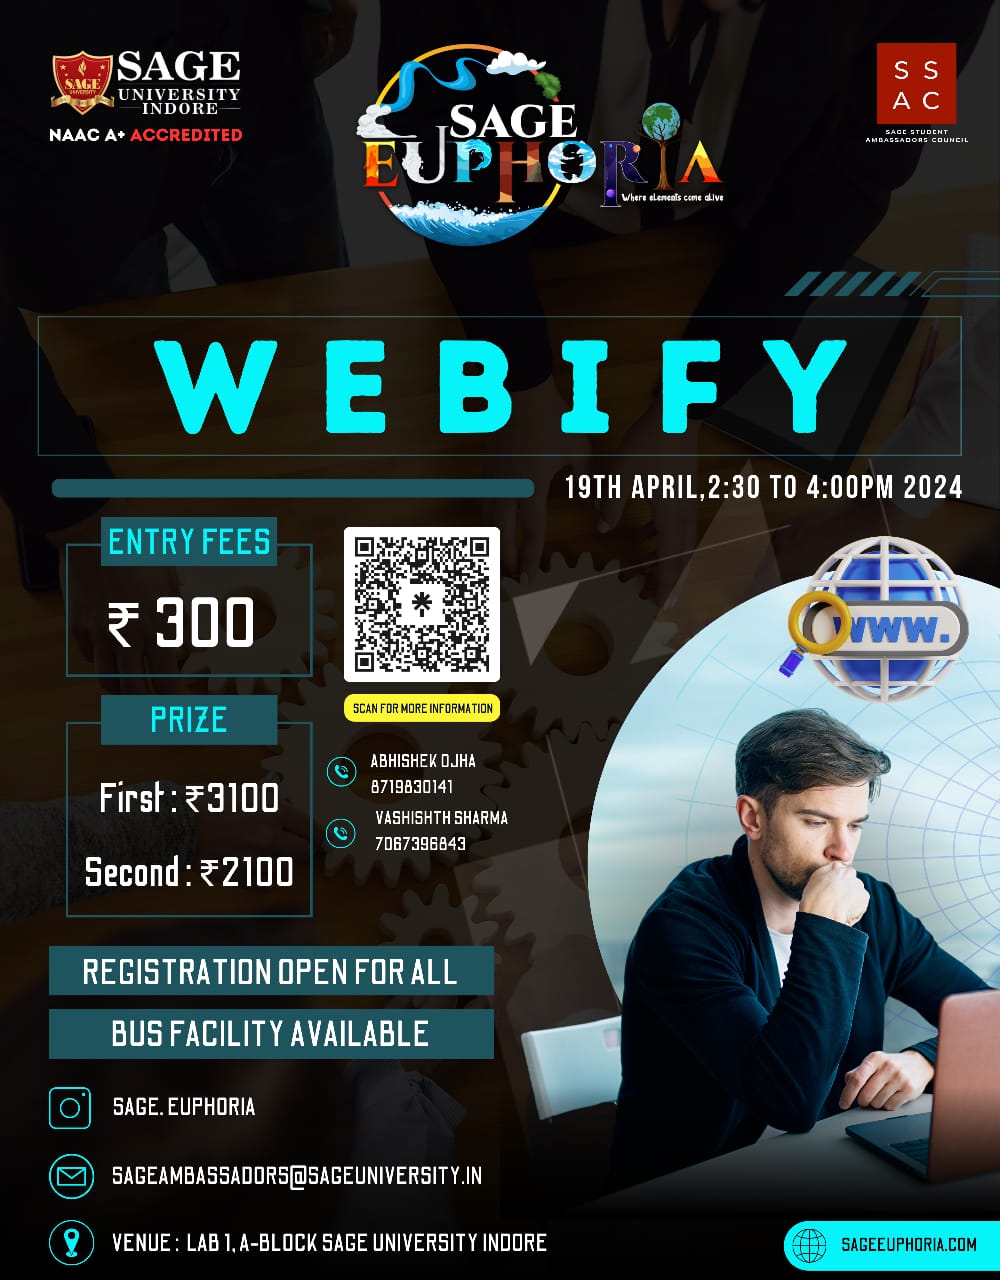 SAGE
UNIVERSITY
INDORE
SAGE
UNIVERSITY
NAAC A+ ACCREDITED
SAGE
EUPHORIA
Where elements come alive
S S
A C
SAGE STUDENT
AMBASSADORS COUNCIL
WEBIFY
19TH APRIL,2:30 TO 4:00PM 2024
ENTRY FEES
₹ 300
SCAN FOR MORE INFORMATION
PRIZE
First : ₹3100
Second : ₹2100
ABHISHEK OJHA
8719830141
VASHISHTH SHARMA
7067396843
WWW.
REGISTRATION OPEN FOR ALL
BUS FACILITY AVAILABLE
SAGE. EUPHORIA
SAGEAMBASSADORS@SAGEUNIVERSITY.IN
VENUE : LAB 1, A-BLOCK SAGE UNIVERSITY INDORE
SAGEEUPHORIA.COM